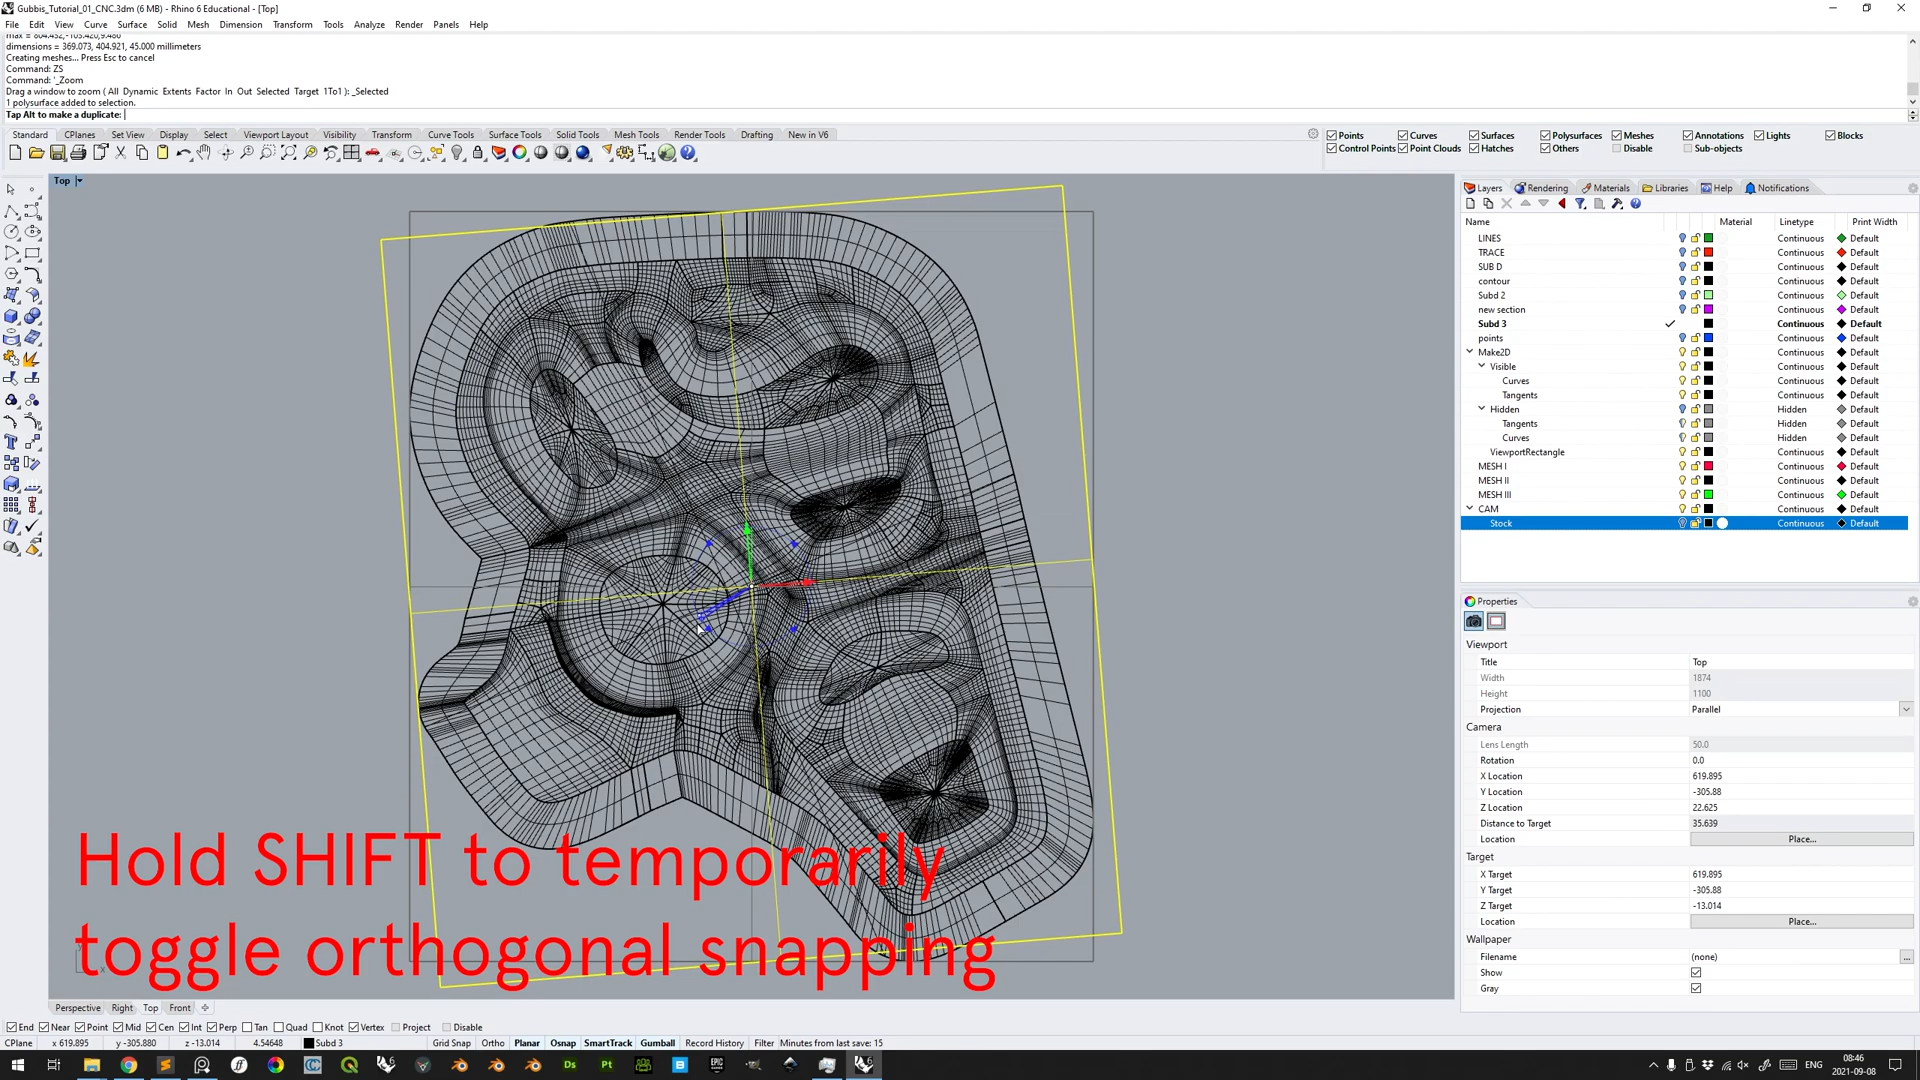 Gubbis_Tutorial_01_CNC.3dm (6 MB) - Rhino 6 Educational - [Top]
File Edit View Curve Surface Solid Mesh Dimension Transform Tools Analyze Render Panels Help
dimensions = 369.073, 404.921, 45.000 millimeters
Creating meshes... Press Esc to cancel
Command: ZS
Command: '_Zoom
Drag a window to zoom ( All Dynamic Extents Factor In Out Selected Target 1To1 ): _Selected
1 polysurface added to selection.
Tap Alt to make a duplicate:
Standard CPlanes Set View Display Select Viewport Layout Visibility Transform Curve Tools Surface Tools Solid Tools Mesh Tools Render Tools Drafting New in V6
Points Curves Surfaces Polysurfaces Meshes Annotations Lights Blocks
Control Points Point Clouds Hatches Others Disable Sub-objects
Top
Layers Rendering Materials Libraries Help Notifications
Name Material Linetype Print Width
LINES Continuous Default
TRACE Continuous Default
SUB D Continuous Default
contour Continuous Default
Subd 2 Continuous Default
new section Continuous Default
Subd 3 Continuous Default
points Continuous Default
Make2D Continuous Default
Visible Continuous Default
Curves Continuous Default
Tangents Continuous Default
Hidden Hidden Default
Tangents Hidden Default
Curves Hidden Default
ViewportRectangle Continuous Default
MESH I Continuous Default
MESH II Continuous Default
MESH III Continuous Default
CAM Continuous Default
Stock Continuous Default
Properties
Viewport
Title Top
Width 1874
Height 1100
Projection Parallel
Camera
Lens Length 50.0
Rotation 0.0
X Location 619.895
Y Location -305.88
Z Location 22.625
Distance to Target 35.639
Location Place...
Target
X Target 619.895
Y Target -305.88
Z Target -13.014
Location Place...
Wallpaper
Filename (none) ...
Show
Gray
Hold SHIFT to temporarily
toggle orthogonal snapping
Perspective Right Top Front
End Near Point Mid Cen Int Perp Tan Quad Knot Vertex Project Disable
CPlane x 619.895 y -305.880 z -13.014 4.54648 Subd 3 Grid Snap Ortho Planar Osnap SmartTrack Gumball Record History Filter Minutes from last save: 15
Ds Pt B EPIC ENG 08:46
2021-09-08